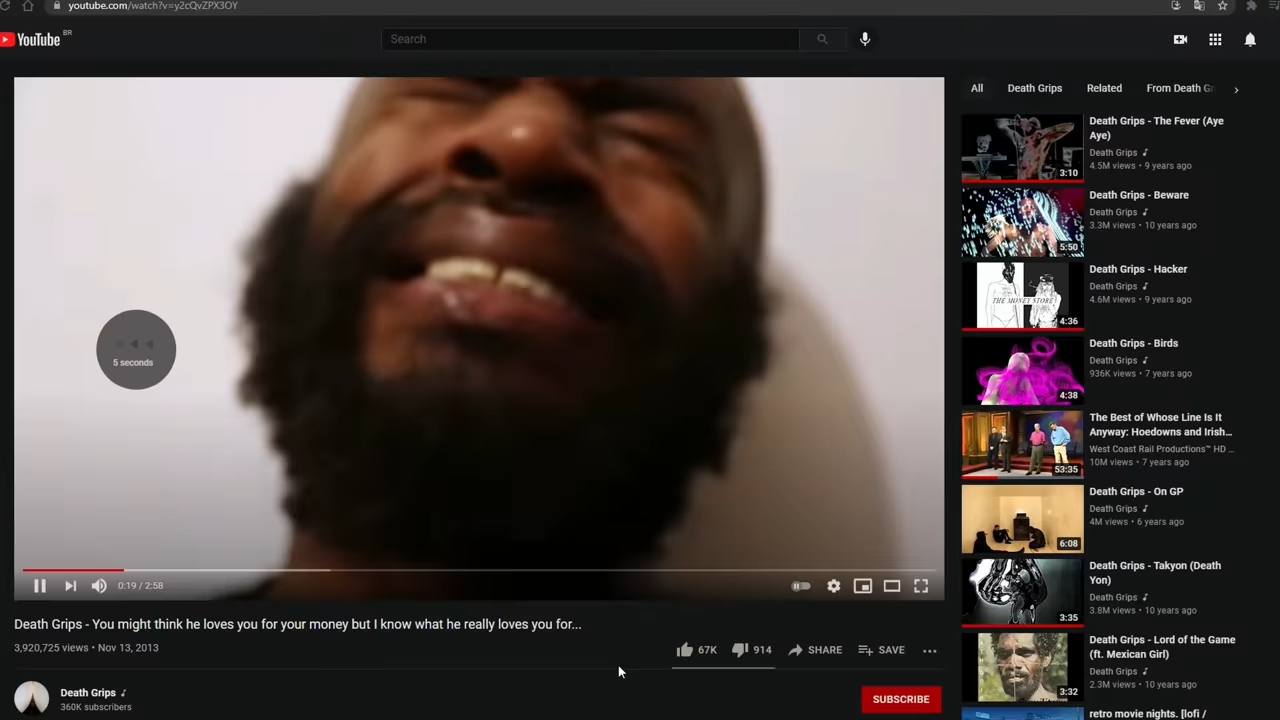 youtube.com/watch?v=y2cQvZPX3OY
YouTube BR
Search
All
Death Grips
Related
From Death Gr
Death Grips - The Fever (Aye
Aye)
Death Grips
4.5M views • 9 years ago
3:10
Death Grips - Beware
Death Grips
3.3M views • 10 years ago
5:50
Death Grips - Hacker
Death Grips
4.6M views • 9 years ago
THE MONEY STORE
4:36
Death Grips - Birds
Death Grips
936K views • 7 years ago
4:38
The Best of Whose Line Is It
Anyway: Hoedowns and Irish...
West Coast Rail Productions™ HD ...
10M views • 7 years ago
53:35
Death Grips - On GP
Death Grips
4M views • 6 years ago
6:08
Death Grips - Takyon (Death
Yon)
Death Grips
3.8M views • 10 years ago
3:35
Death Grips - Lord of the Game
(ft. Mexican Girl)
Death Grips
2.3M views • 10 years ago
3:32
retro movie nights. [lofi /
5 seconds
0:19 / 2:58
Death Grips - You might think he loves you for your money but I know what he really loves you for...
3,920,725 views • Nov 13, 2013
67K
914
SHARE
SAVE
Death Grips
360K subscribers
SUBSCRIBE